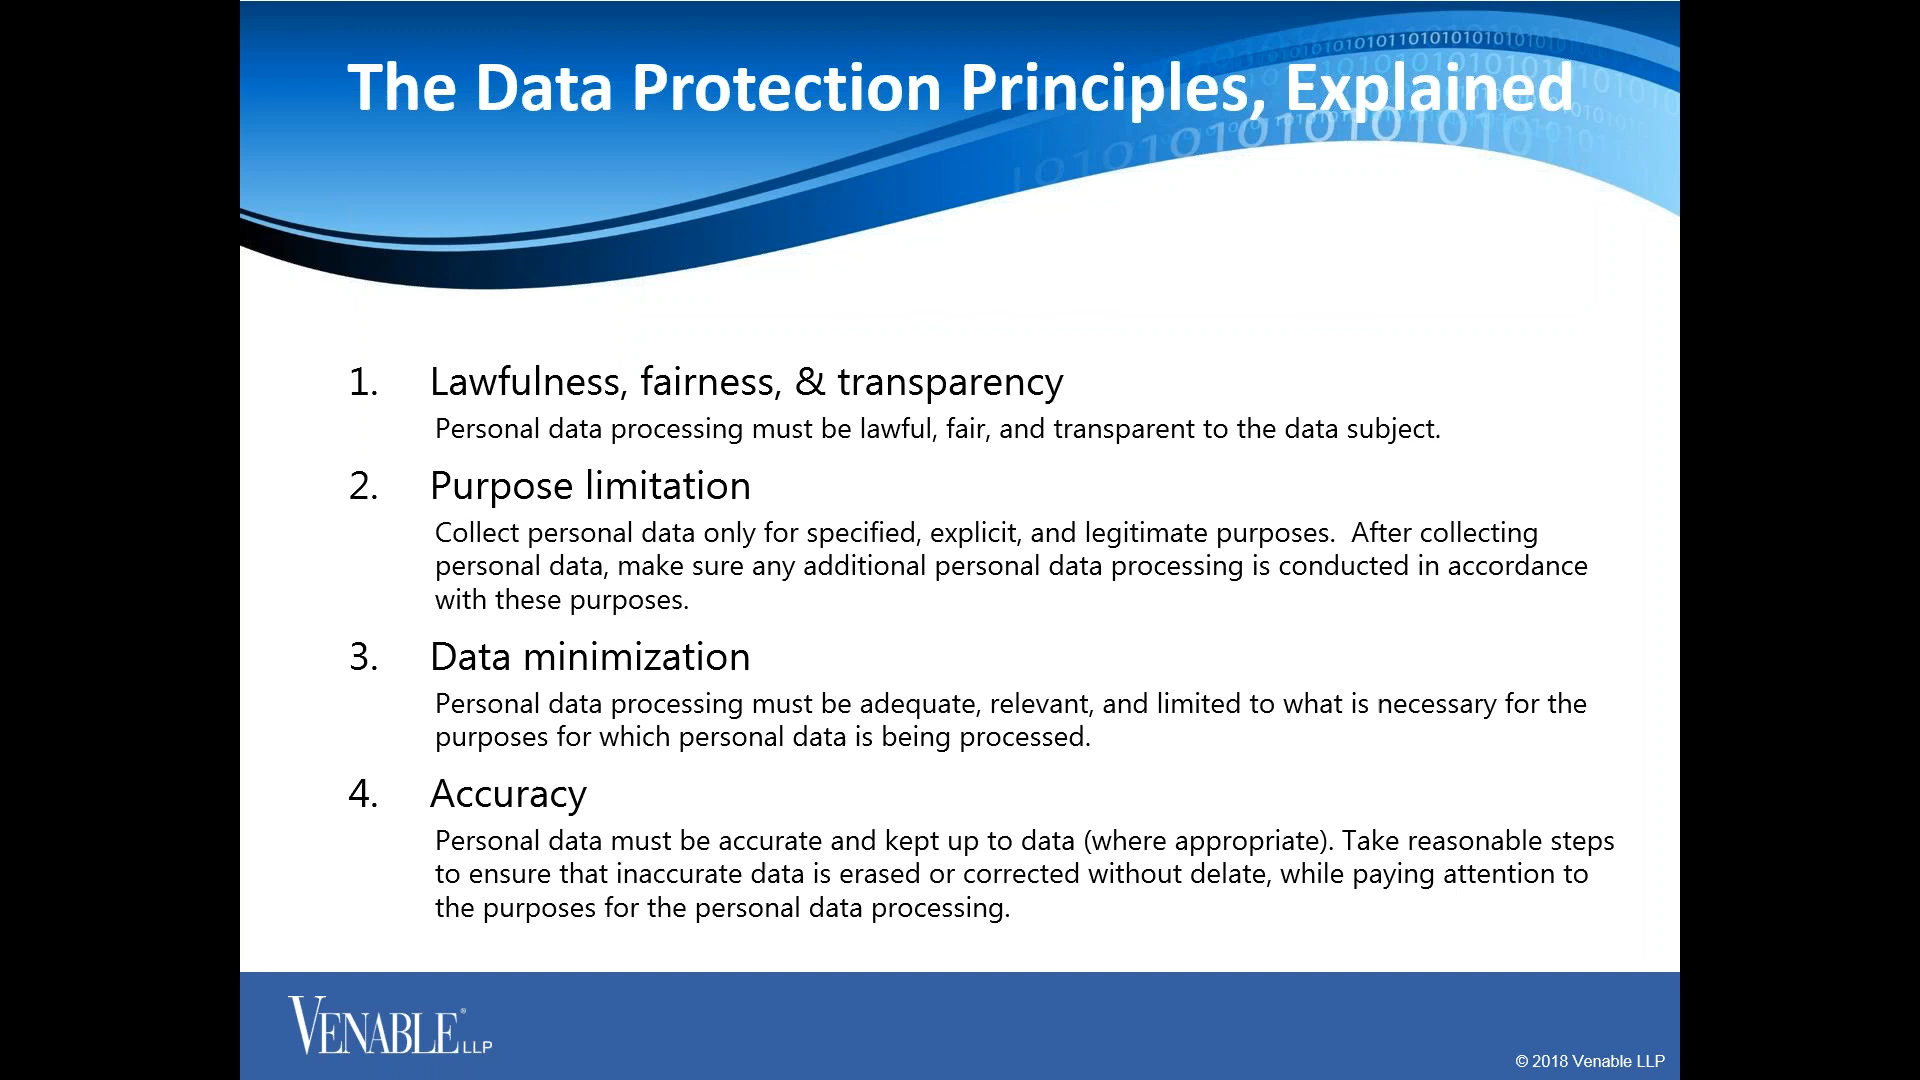 The Data Protection Principles, Explained
1. Lawfulness, fairness, & transparency
Personal data processing must be lawful, fair, and transparent to the data subject.
2. Purpose limitation
Collect personal data only for specified, explicit, and legitimate purposes.  After collecting
personal data, make sure any additional personal data processing is conducted in accordance
with these purposes.
3. Data minimization
Personal data processing must be adequate, relevant, and limited to what is necessary for the
purposes for which personal data is being processed.
4. Accuracy
Personal data must be accurate and kept up to data (where appropriate). Take reasonable steps
to ensure that inaccurate data is erased or corrected without delate, while paying attention to
the purposes for the personal data processing.
VENABLE® LLP
© 2018 Venable LLP